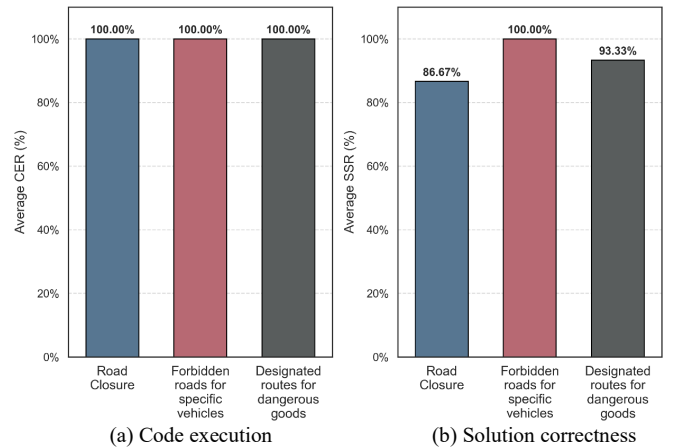 Average CER (%)
100%
80%
60%
40%
20%
0%
100.00%
100.00%
100.00%
Road
Closure
Forbidden
roads for
specific
vehicles
Designated
routes for
dangerous
goods
(a) Code execution
Average SSR (%)
100%
80%
60%
40%
20%
0%
86.67%
100.00%
93.33%
Road
Closure
Forbidden
roads for
specific
vehicles
Designated
routes for
dangerous
goods
(b) Solution correctness